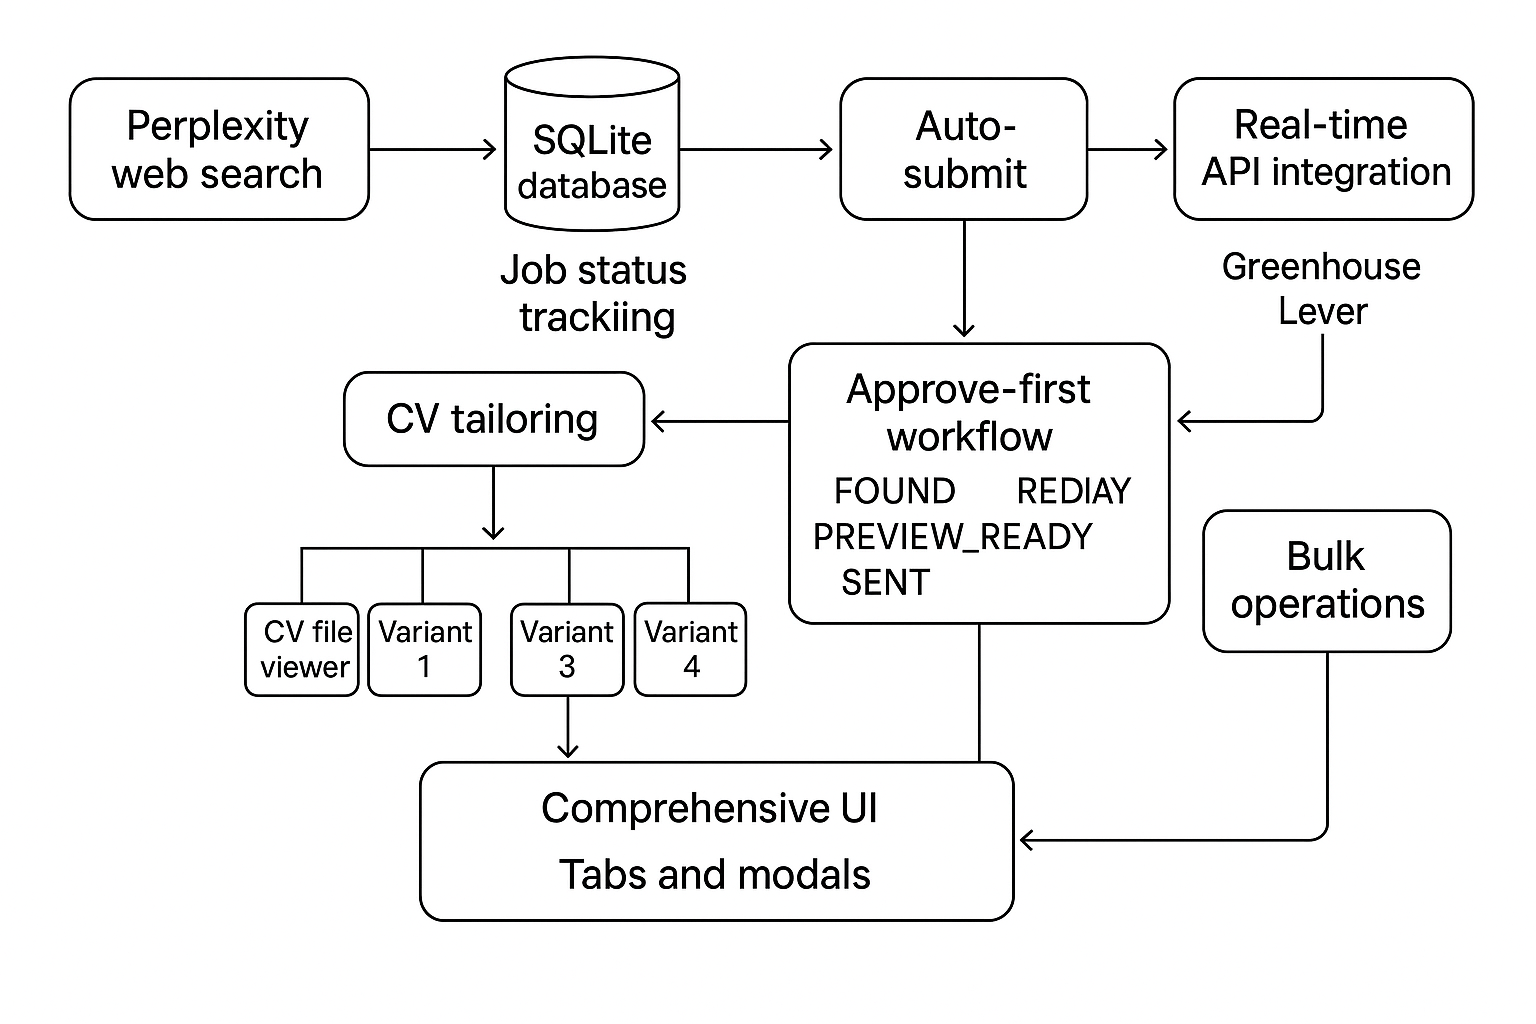 Perplexity
web search
SQLite
database
Auto-
submit
Real-time
API integration
Job status
trackiing
Greenhouse
Lever
CV tailoring
Approve-first
workflow
FOUND REDIAY
PREVIEW_READY
SENT
Bulk
operations
CV file
viewer
Variant
1
Variant
3
Variant
4
Comprehensive UI
Tabs and modals